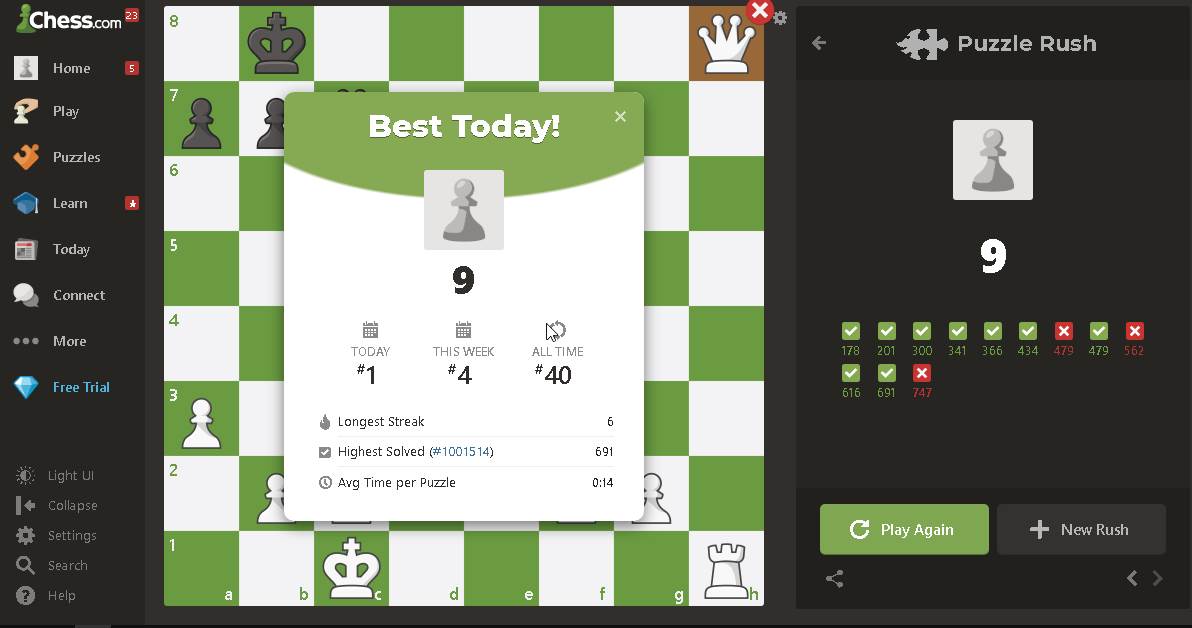 Chess.com 23
Home 5
Play
Puzzles
Learn
Today
Connect
More
Free Trial
Light UI
Collapse
Settings
Search
Help
8
7
6
5
4
3
2
1
a b c d e f g h
Best Today!
×
9
TODAY THIS WEEK ALL TIME
#1 #4 #40
Longest Streak 6
Highest Solved (#1001514) 691
Avg Time per Puzzle 0:14
Puzzle Rush
9
178 201 300 341 366 434 479 479 562
616 691 747
Play Again
New Rush